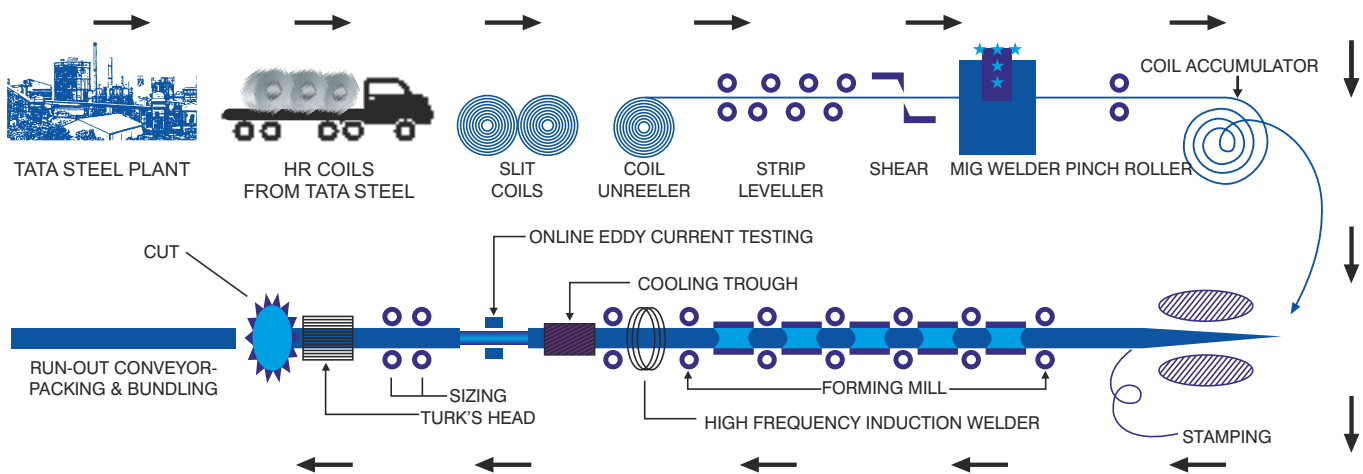 COIL ACCUMULATOR
TATA STEEL PLANT
HR COILS
FROM TATA STEEL
SLIT
COILS
COIL
UNREELER
STRIP
LEVELLER
SHEAR
MIG WELDER
PINCH ROLLER
CUT
ONLINE EDDY CURRENT TESTING
COOLING TROUGH
RUN-OUT CONVEYOR-
PACKING & BUNDLING
SIZING
TURK'S HEAD
FORMING MILL
HIGH FREQUENCY INDUCTION WELDER
STAMPING